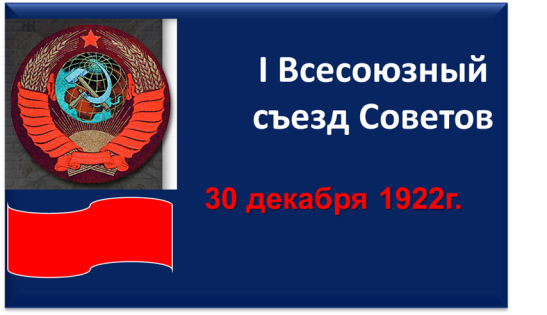 I Всесоюзный
съезд Советов
30 декабря 1922г.